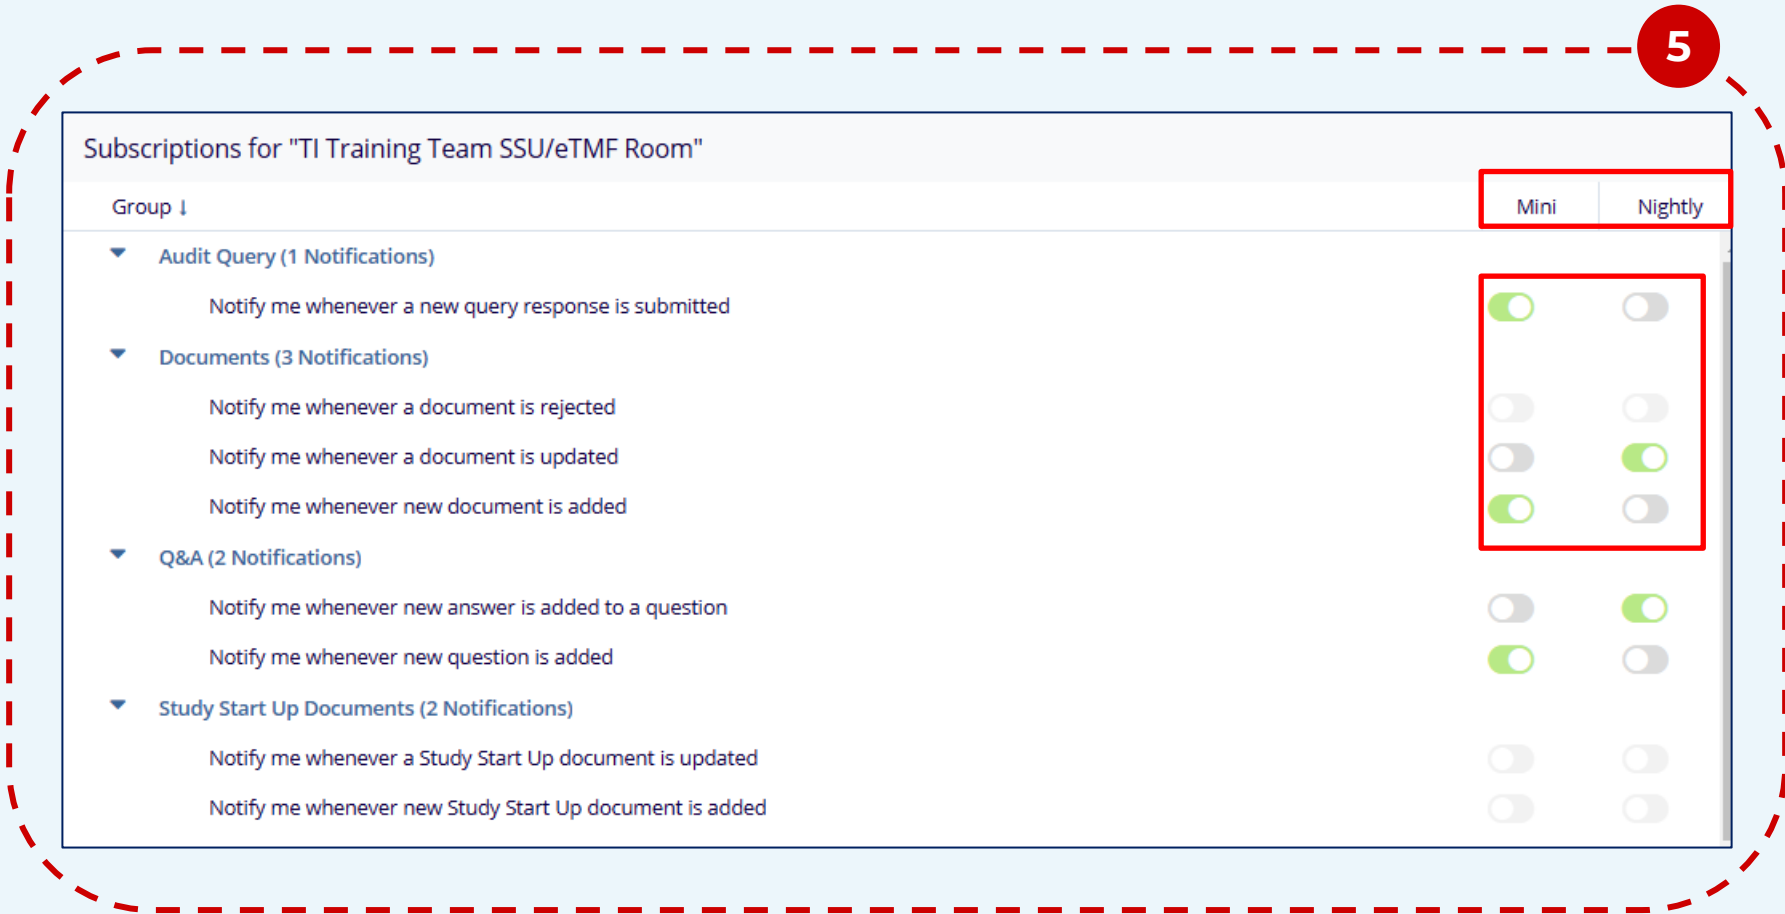 5
Subscriptions for "TI Training Team SSU/eTMF Room"
Group ↓ Mini Nightly
Audit Query (1 Notifications)
Notify me whenever a new query response is submitted
Documents (3 Notifications)
Notify me whenever a document is rejected
Notify me whenever a document is updated
Notify me whenever new document is added
Q&A (2 Notifications)
Notify me whenever new answer is added to a question
Notify me whenever new question is added
Study Start Up Documents (2 Notifications)
Notify me whenever a Study Start Up document is updated
Notify me whenever new Study Start Up document is added